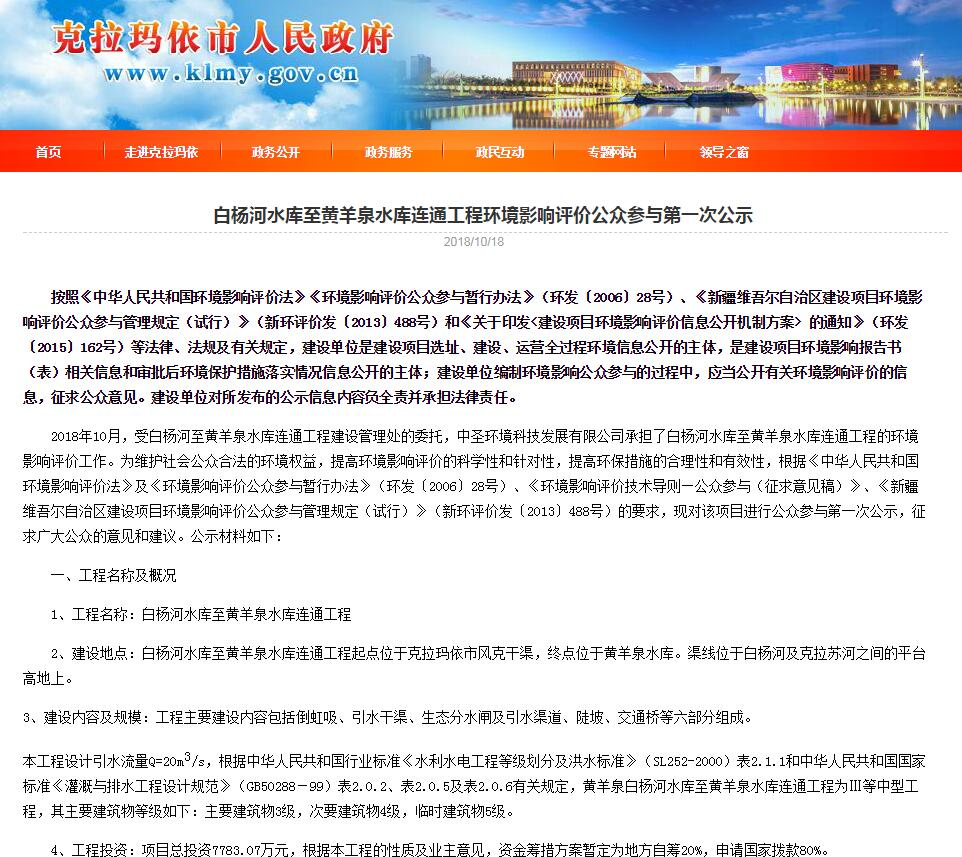 克拉玛依市人民政府
www.klmy.gov.cn
首页 走进克拉玛依 政务公开 政务服务 政民互动 专题网站 领导之窗
白杨河水库至黄羊泉水库连通工程环境影响评价公众参与第一次公示
2018/10/18
按照《中华人民共和国环境影响评价法》《环境影响评价公众参与暂行办法》（环发〔2006〕28号）、《新疆维吾尔自治区建设项目环境影
响评价公众参与管理规定（试行）》（新环评价发〔2013〕488号）和《关于印发<建设项目环境影响评价信息公开机制方案> 的通知》（环发
〔2015〕162号）等法律、法规及有关规定，建设单位是建设项目选址、建设、运营全过程环境信息公开的主体，是建设项目环境影响报告书
（表）相关信息和审批后环境保护措施落实情况信息公开的主体；建设单位编制环境影响公众参与的过程中，应当公开有关环境影响评价的信
息，征求公众意见。建设单位对所发布的公示信息内容负全责并承担法律责任。
2018年10月，受白杨河至黄羊泉水库连通工程建设管理处的委托，中圣环境科技发展有限公司承担了白杨河水库至黄羊泉水库连通工程的环境
影响评价工作。为维护社会公众合法的环境权益，提高环境影响评价的科学性和针对性，提高环保措施的合理性和有效性，根据《中华人民共和国
环境影响评价法》及《环境影响评价公众参与暂行办法》（环发〔2006〕28号）、《环境影响评价技术导则—公众参与（征求意见稿）》、《新疆
维吾尔自治区建设项目环境影响评价公众参与管理规定（试行）》（新环评价发〔2013〕488号）的要求，现对该项目进行公众参与第一次公示，征
求广大公众的意见和建议。公示材料如下：
一、工程名称及概况
1、工程名称：白杨河水库至黄羊泉水库连通工程
2、建设地点：白杨河水库至黄羊泉水库连通工程起点位于克拉玛依市风克干渠，终点位于黄羊泉水库。渠线位于白杨河及克拉苏河之间的平台
高地上。
3、建设内容及规模：工程主要建设内容包括倒虹吸、引水干渠、生态分水闸及引水渠道、陡坡、交通桥等六部分组成。
本工程设计引水流量Q=20m³/s，根据中华人民共和国行业标准《水利水电工程等级划分及洪水标准》（SL252-2000）表2.1.1和中华人民共和国国家
标准《灌溉与排水工程设计规范》（GB50288－99）表2.0.2、表2.0.5及表2.0.6有关规定，黄羊泉白杨河水库至黄羊泉水库连通工程为Ⅲ等中型工
程，其主要建筑物等级如下：主要建筑物3级，次要建筑物4级，临时建筑物5级。
4、工程投资：项目总投资7783.07万元，根据本工程的性质及业主意见，资金筹措方案暂定为地方自筹20%，申请国家拨款80%。